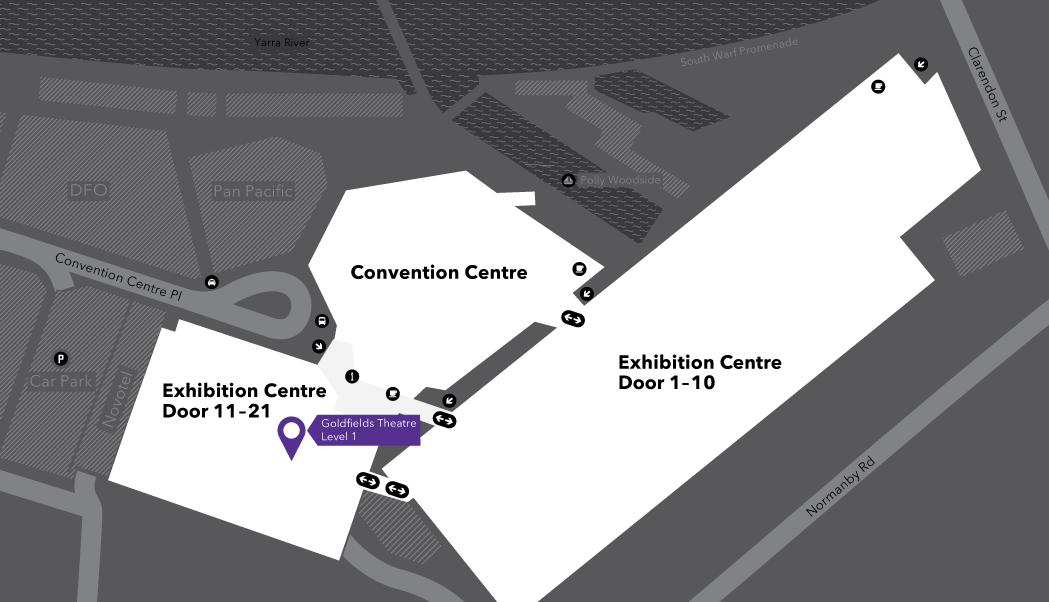 Yarra River
South Warf Promenade
Clarendon St
DFO
Pan Pacific
Polly Woodside
Convention Centre Pl
Convention Centre
P
Car Park
Novotel
i
Exhibition Centre
Door 11-21
Exhibition Centre
Door 1-10
Goldfields Theatre
Level 1
Normanby Rd